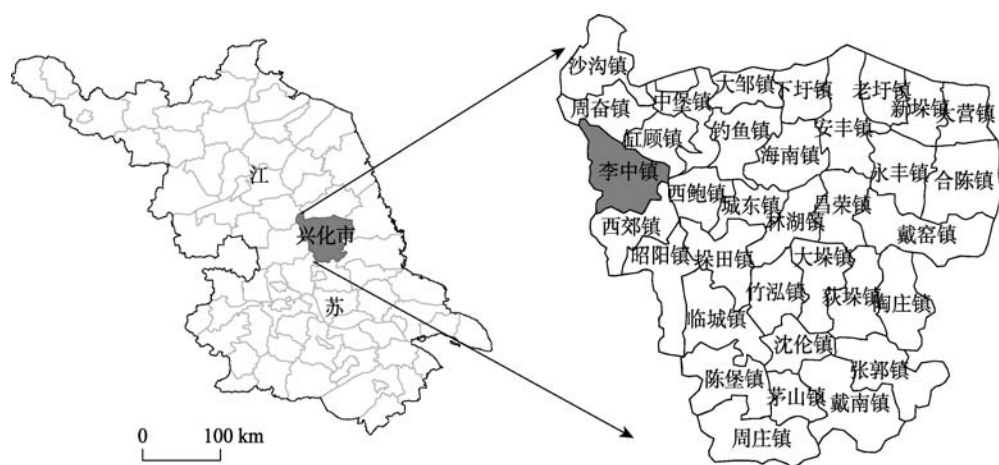 江
兴化市
苏
0 100 km
沙沟镇
周奋镇
中堡镇
大邹镇
下圩镇
老圩镇
新垛镇
大营镇
缸顾镇
钓鱼镇
安丰镇
海南镇
李中镇
永丰镇
合陈镇
西鲍镇
城东镇
昌荣镇
林湖镇
西郊镇
戴窑镇
昭阳镇
垛田镇
大垛镇
竹泓镇
荻垛镇
陶庄镇
临城镇
沈伦镇
陈堡镇
张郭镇
茅山镇
戴南镇
周庄镇